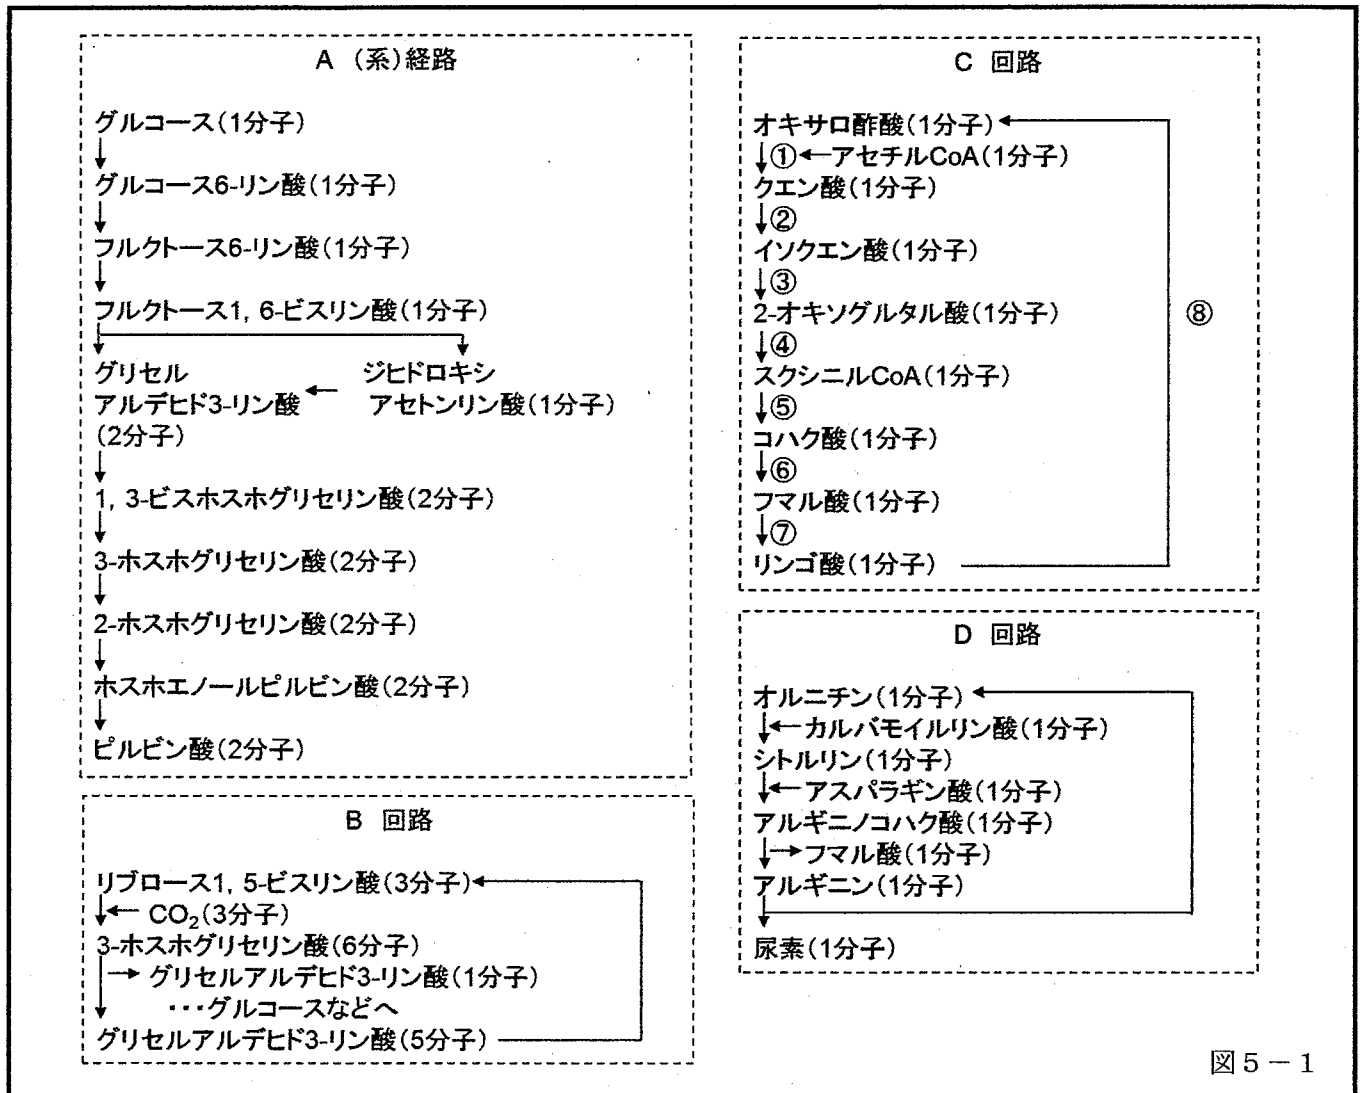 A （系）経路
グルコース（1分子）
グルコース6-リン酸（1分子）
フルクトース6-リン酸（1分子）
フルクトース1, 6-ビスリン酸（1分子）
グリセル
アルデヒド3-リン酸
（2分子）
ジヒドロキシ
アセトンリン酸（1分子）
1, 3-ビスホスホグリセリン酸（2分子）
3-ホスホグリセリン酸（2分子）
2-ホスホグリセリン酸（2分子）
ホスホエノールピルビン酸（2分子）
ピルビン酸（2分子）
B 回路
リブロース1, 5-ビスリン酸（3分子）
CO₂（3分子）
3-ホスホグリセリン酸（6分子）
グリセルアルデヒド3-リン酸（1分子）
・・・グルコースなどへ
グリセルアルデヒド3-リン酸（5分子）
C 回路
オキサロ酢酸（1分子）
①←アセチルCoA（1分子）
クエン酸（1分子）
②
イソクエン酸（1分子）
③
2-オキソグルタル酸（1分子）
④
スクシニルCoA（1分子）
⑤
コハク酸（1分子）
⑥
フマル酸（1分子）
⑦
リンゴ酸（1分子）
⑧
D 回路
オルニチン（1分子）
カルバモイルリン酸（1分子）
シトルリン（1分子）
アスパラギン酸（1分子）
アルギニノコハク酸（1分子）
フマル酸（1分子）
アルギニン（1分子）
尿素（1分子）
図5－1